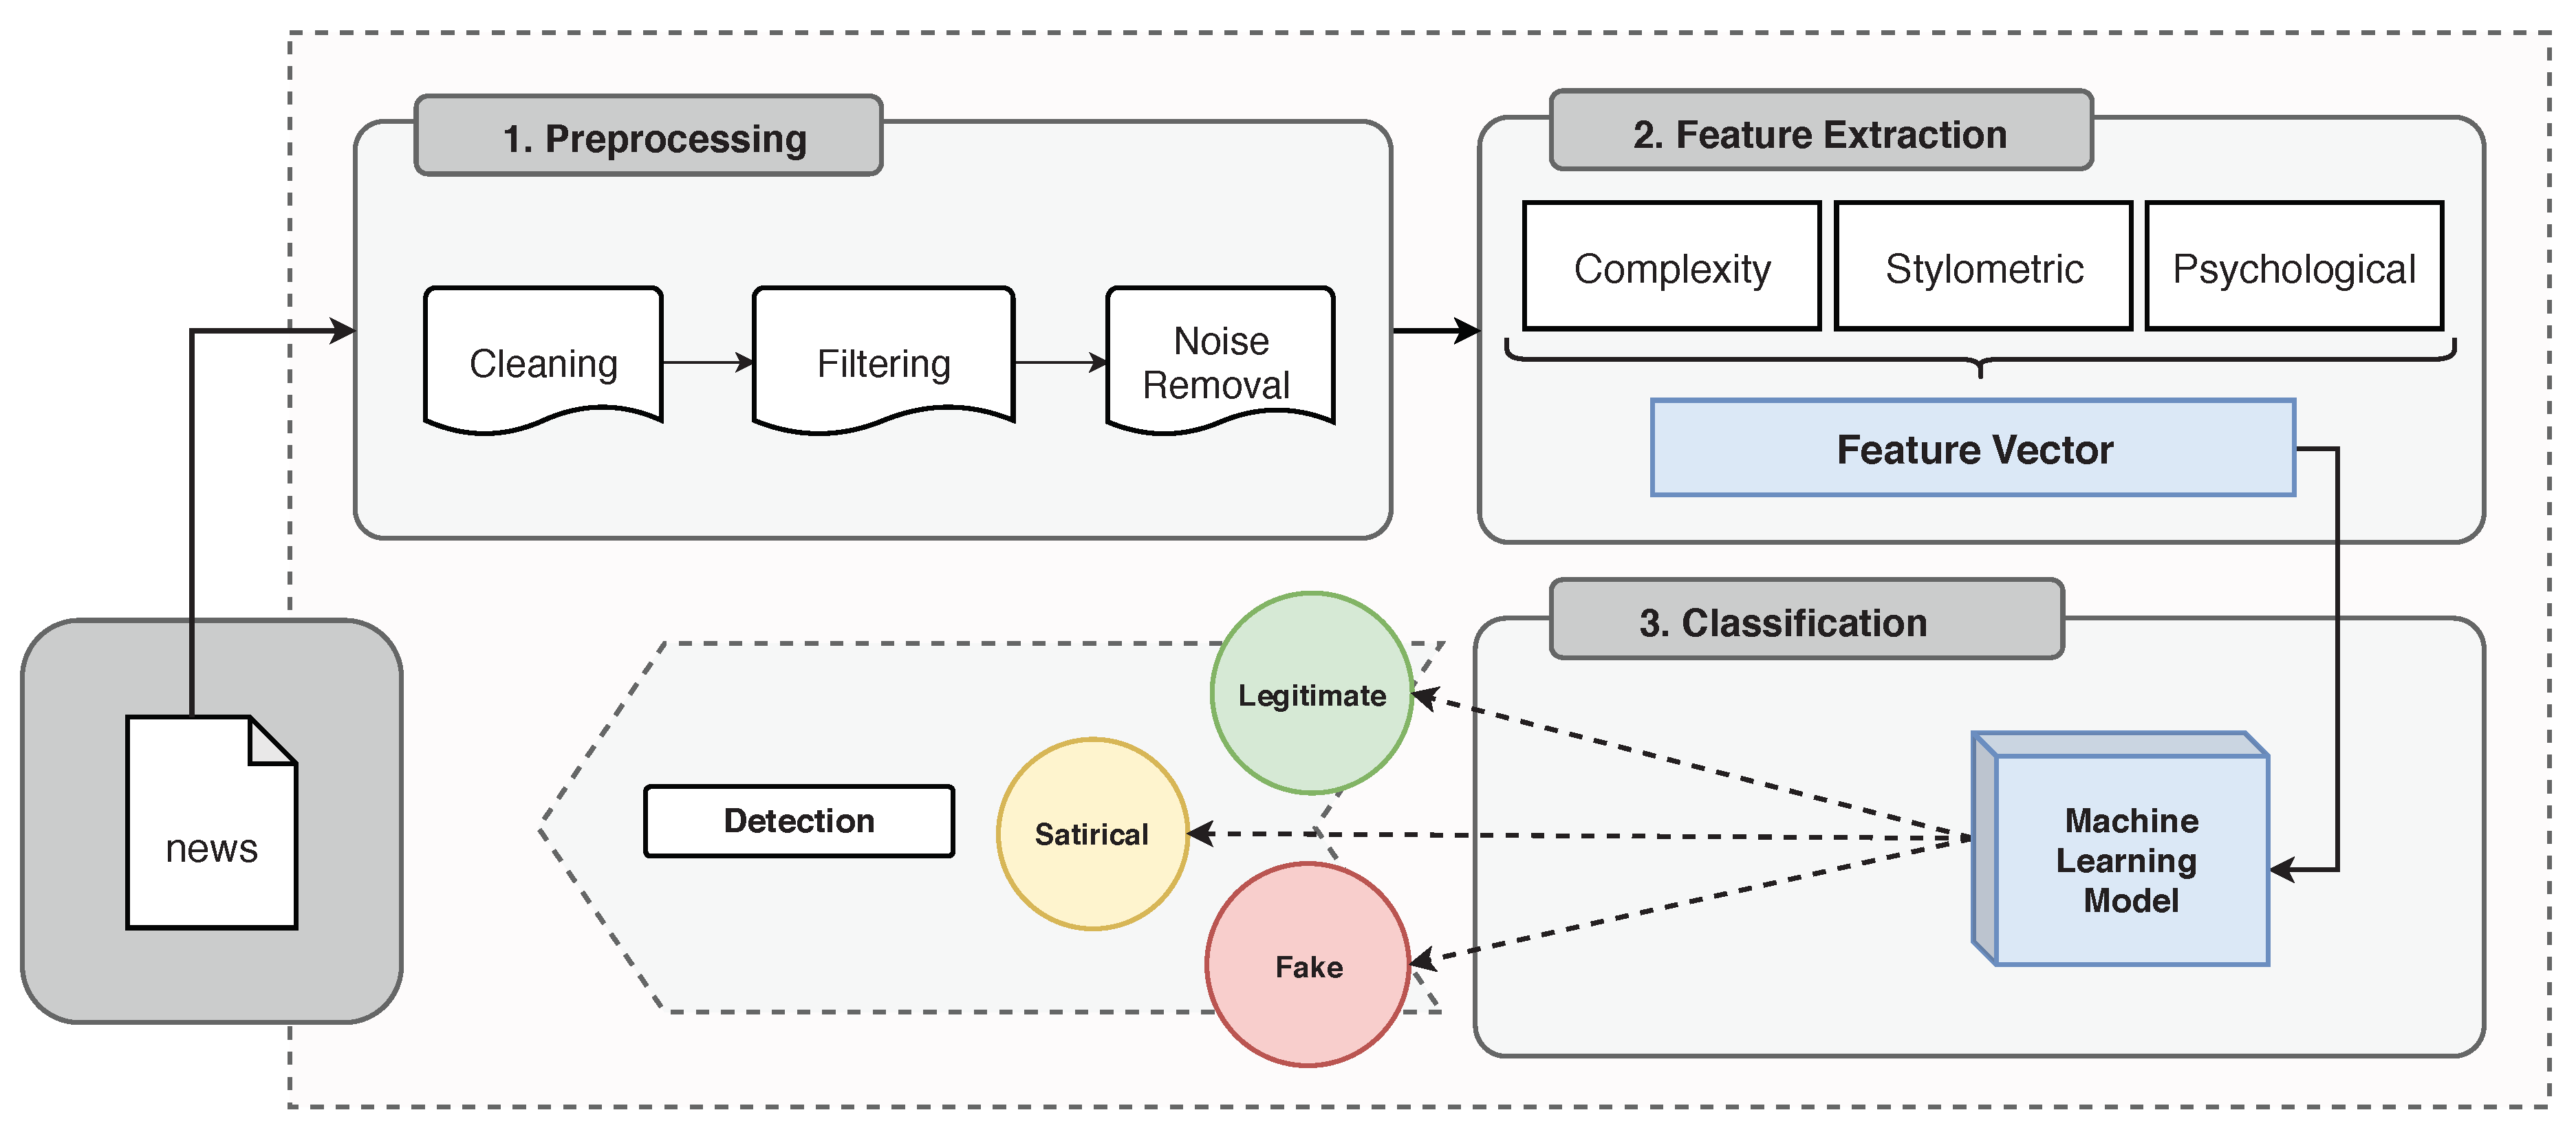 1. Preprocessing
Cleaning
Filtering
Noise
Removal
2. Feature Extraction
Complexity
Stylometric
Psychological
Feature Vector
3. Classification
Machine
Learning
Model
Legitimate
Satirical
Fake
Detection
news